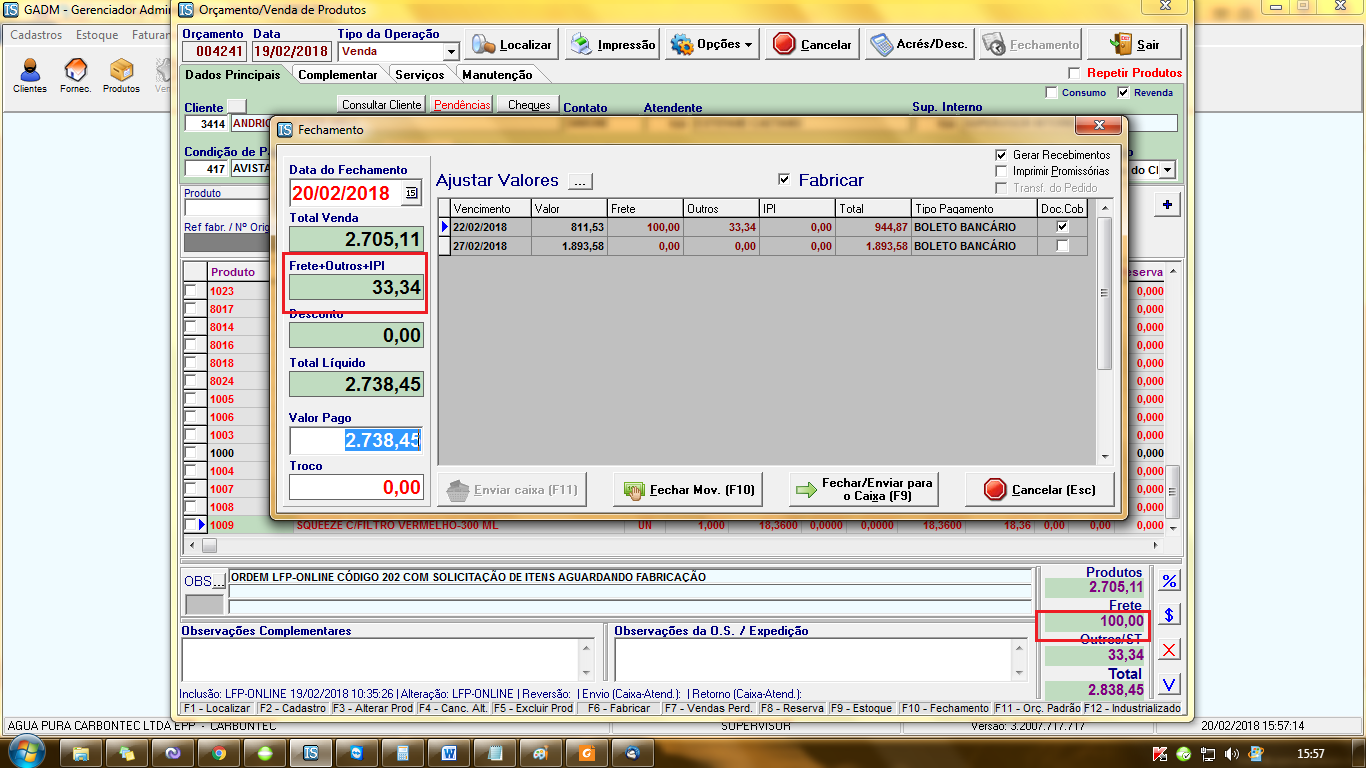 GADM - Gerenciador Admin
Orçamento/Venda de Produtos
Cadastros Estoque Faturar
Clientes Fornec. Produtos
Orçamento Data Tipo da Operação
004241 19/02/2018 Venda
Localizar Impressão Opções Cancelar Acrés/Desc. Fechamento Sair
Dados Principais Complementar Serviços Manutenção
Repetir Produtos
Consumo Revenda
Cliente Consultar Cliente Pendências Cheques Contato Atendente Sup. Interno
3414
Condição de
417 AVISTA
do Cl
Produto
Ref fabr. / Nº Orig
Fechamento
Data do Fechamento
20/02/2018 15
Total Venda
2.705,11
Frete+Outros+IPI
33,34
Desconto
0,00
Total Líquido
2.738,45
Valor Pago
2.738,45
Troco
0,00
Ajustar Valores ... Fabricar
Gerar Recebimentos
Imprimir Promissórias
Transf. do Pedido
Vencimento Valor Frete Outros IPI Total Tipo Pagamento Doc.Cob
22/02/2018 811,53 100,00 33,34 0,00 944,87 BOLETO BANCÁRIO
27/02/2018 1.893,58 0,00 0,00 0,00 1.893,58 BOLETO BANCÁRIO
Enviar caixa (F11) Fechar Mov. (F10) Fechar/Enviar para
o Caixa (F9) Cancelar (Esc)
Produto eserva
1023 0,000
8017 0,000
8014 0,000
8016 0,000
8018 0,000
8024 0,000
1005 0,000
1006 0,000
1003 0,000
1000 0,000
1004 0,000
1007 0,000
1008 0,000
1009 SQUEEZE C/FILTRO VERMELHO-300 ML UN 1,000 18,3600 0,0000 0,0000 18,3600 18,36 0,00 0,00 0,000
OBS... ORDEM LFP-ONLINE CÓDIGO 202 COM SOLICITAÇÃO DE ITENS AGUARDANDO FABRICAÇÃO
Produtos
2.705,11
Frete
100,00
Outros/ST
33,34
Total
2.838,45
% $ X V
Observações Complementares Observações da O.S. / Expedição
Inclusão: LFP-ONLINE 19/02/2018 10:35:26 | Alteração: LFP-ONLINE | Reversão: | Envio (Caixa-Atend.): | Retorno (Caixa-Atend.):
F1 - Localizar F2 - Cadastro F3 - Alterar Prod F4 - Canc. Alt. F5 - Excluir Prod F6 - Fabricar F7 - Vendas Perd. F8 - Reserva F9 - Estoque F10 - Fechamento F11 - Orç. Padrão F12 - Industrializado
AGUA PURA CARBONTEC LTDA EPP - CARBONTEC SUPERVISOR Versão: 3.2007.717.717 20/02/2018 15:57:14
15:57